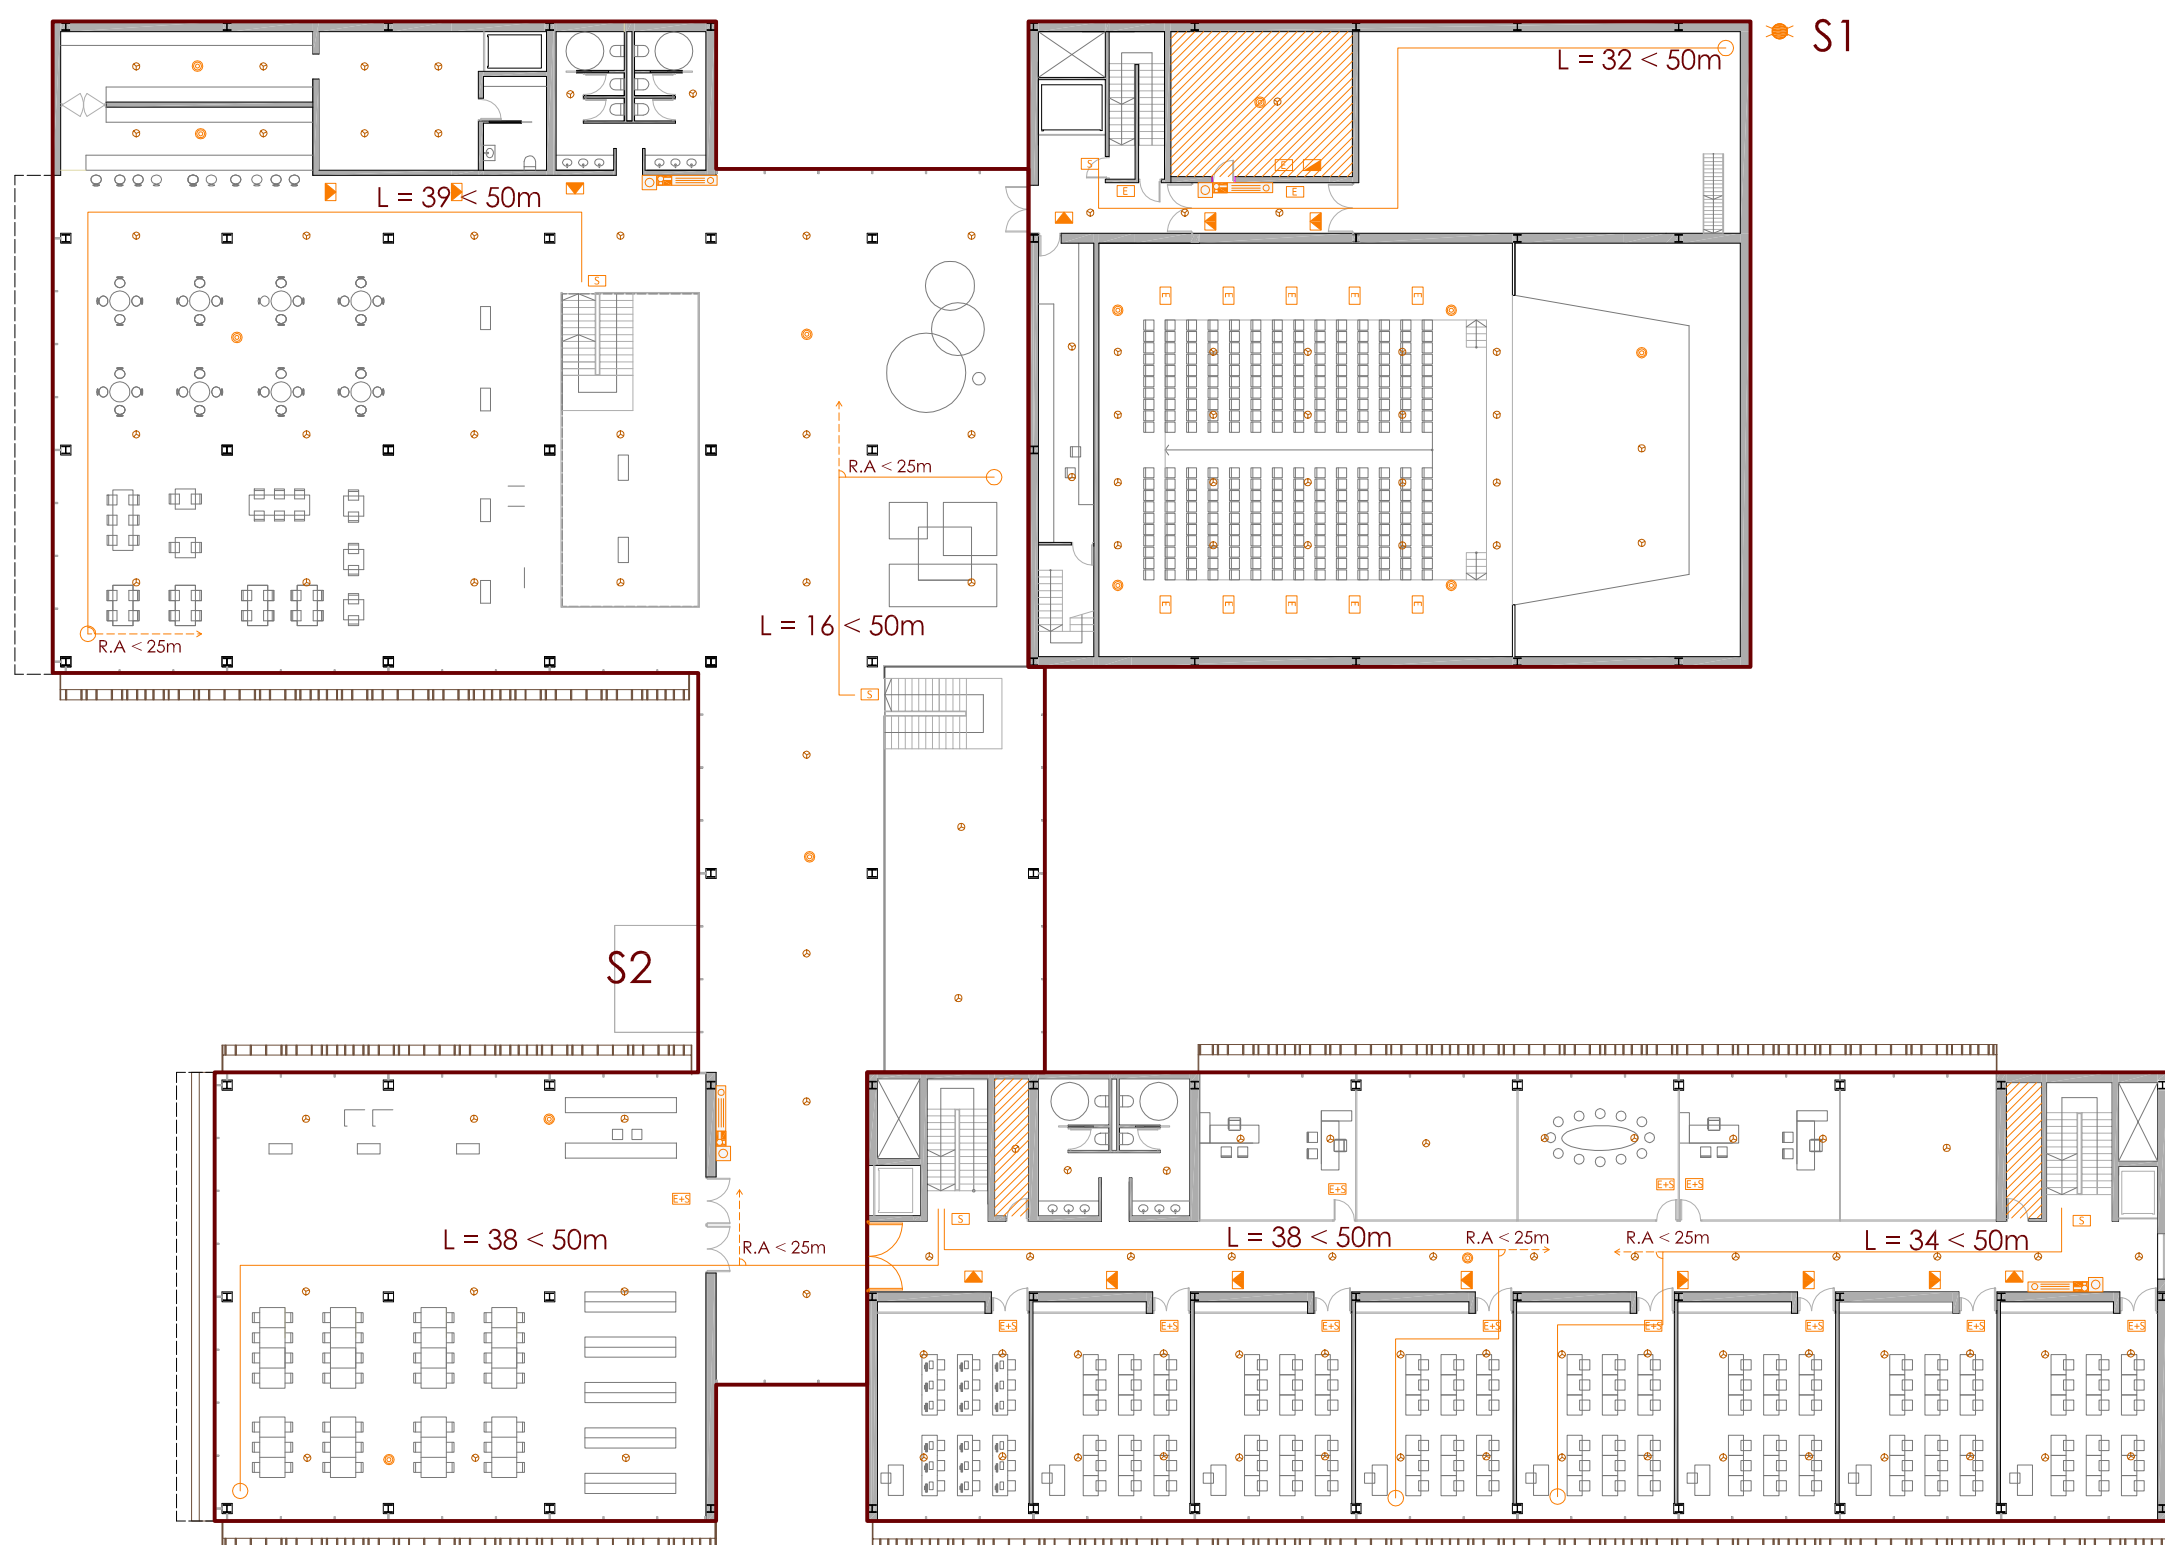 S1
L = 32 < 50m
S
E
E
E
L = 39 < 50m
S
E
E
E
E
E
R.A < 25m
E
E
E
E
E
L = 16 < 50m
R.A < 25m
S
S2
E+S
E+S
E+S
S
S
L = 38 < 50m
R.A < 25m
L = 38 < 50m
R.A < 25m
R.A < 25m
L = 34 < 50m
E+S
E+S
E+S
E+S
E+S
E+S
E+S
E+S
E+S